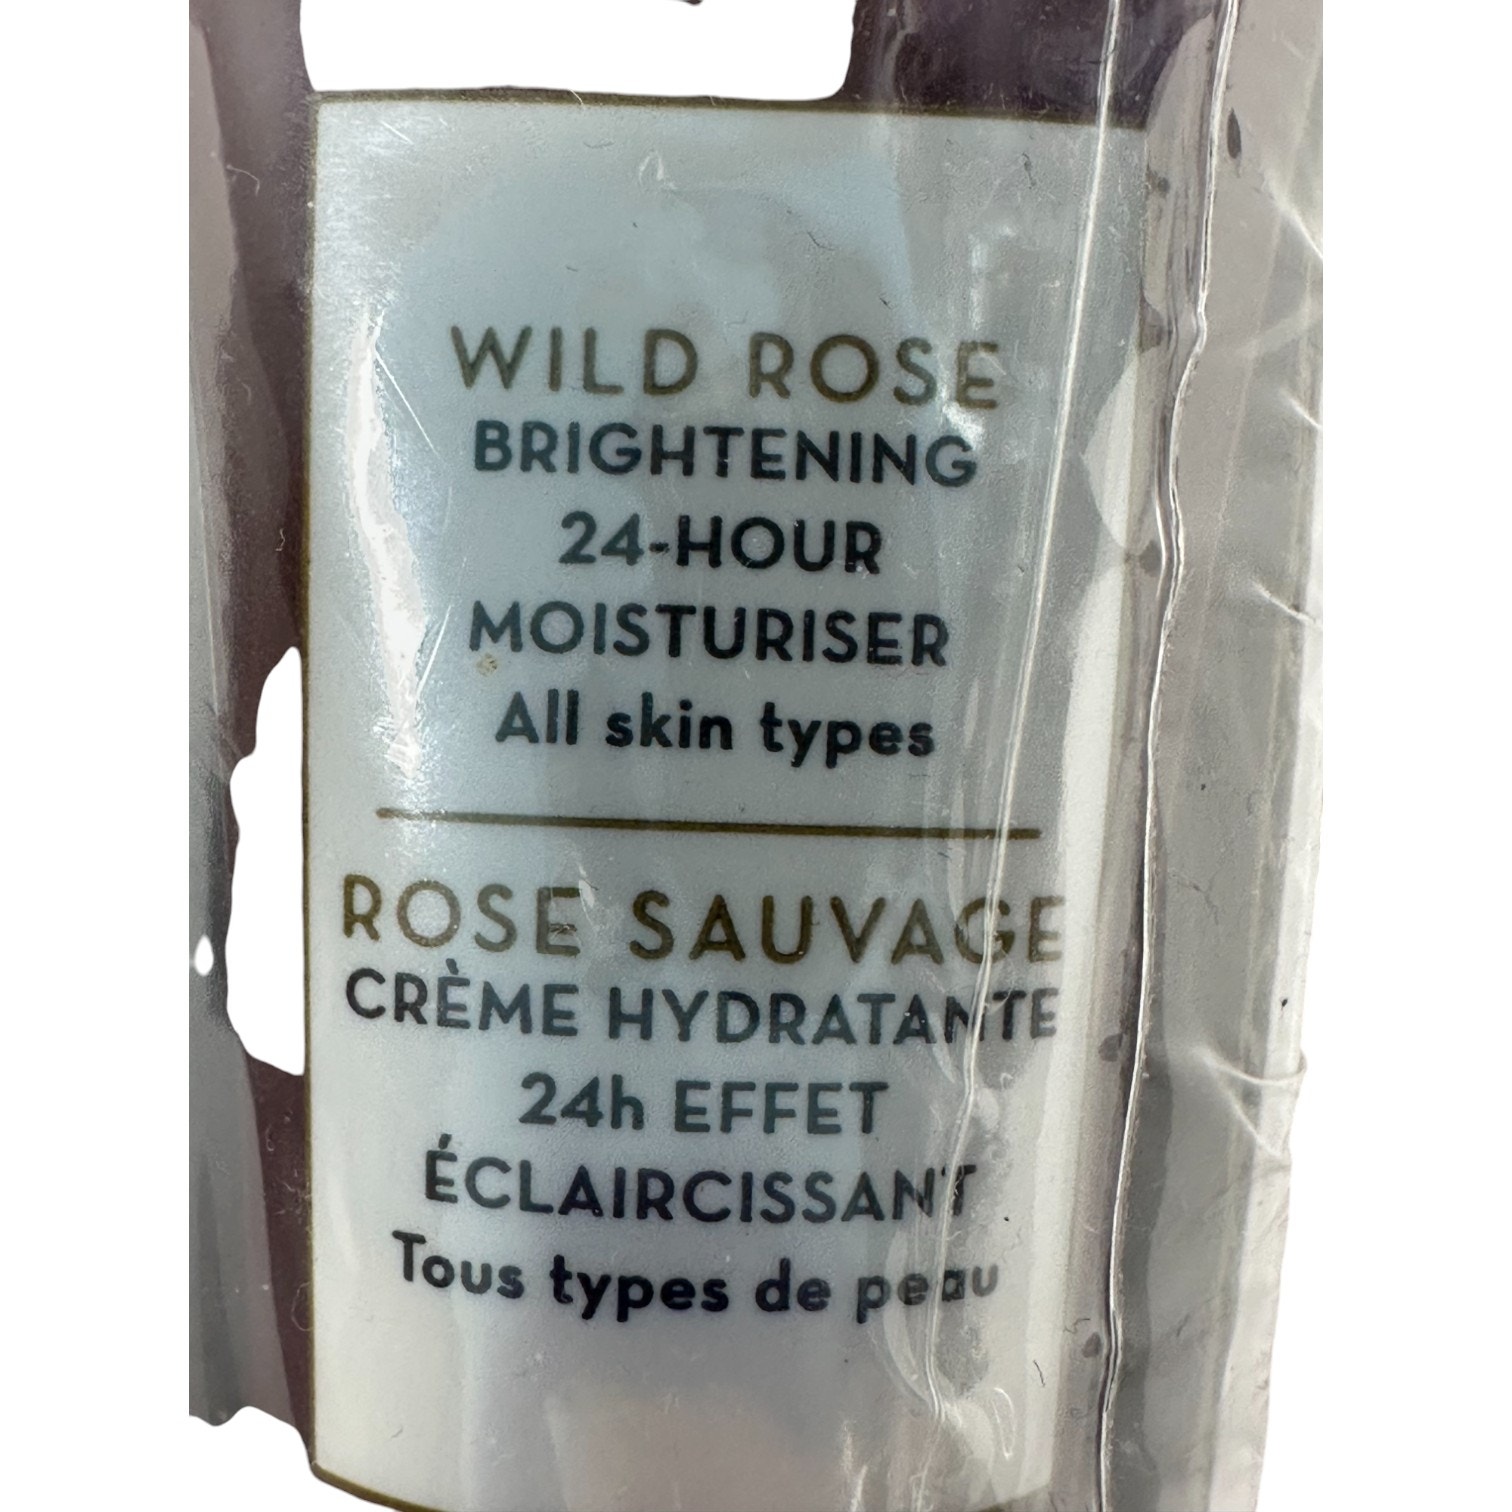 WILD ROSE
BRIGHTENING
24-HOUR
MOISTURISER
All skin types
ROSE SAUVAGE
CRÈME HYDRATANTE
24h EFFET
ÉCLAIRCISSANT
Tous types de peau